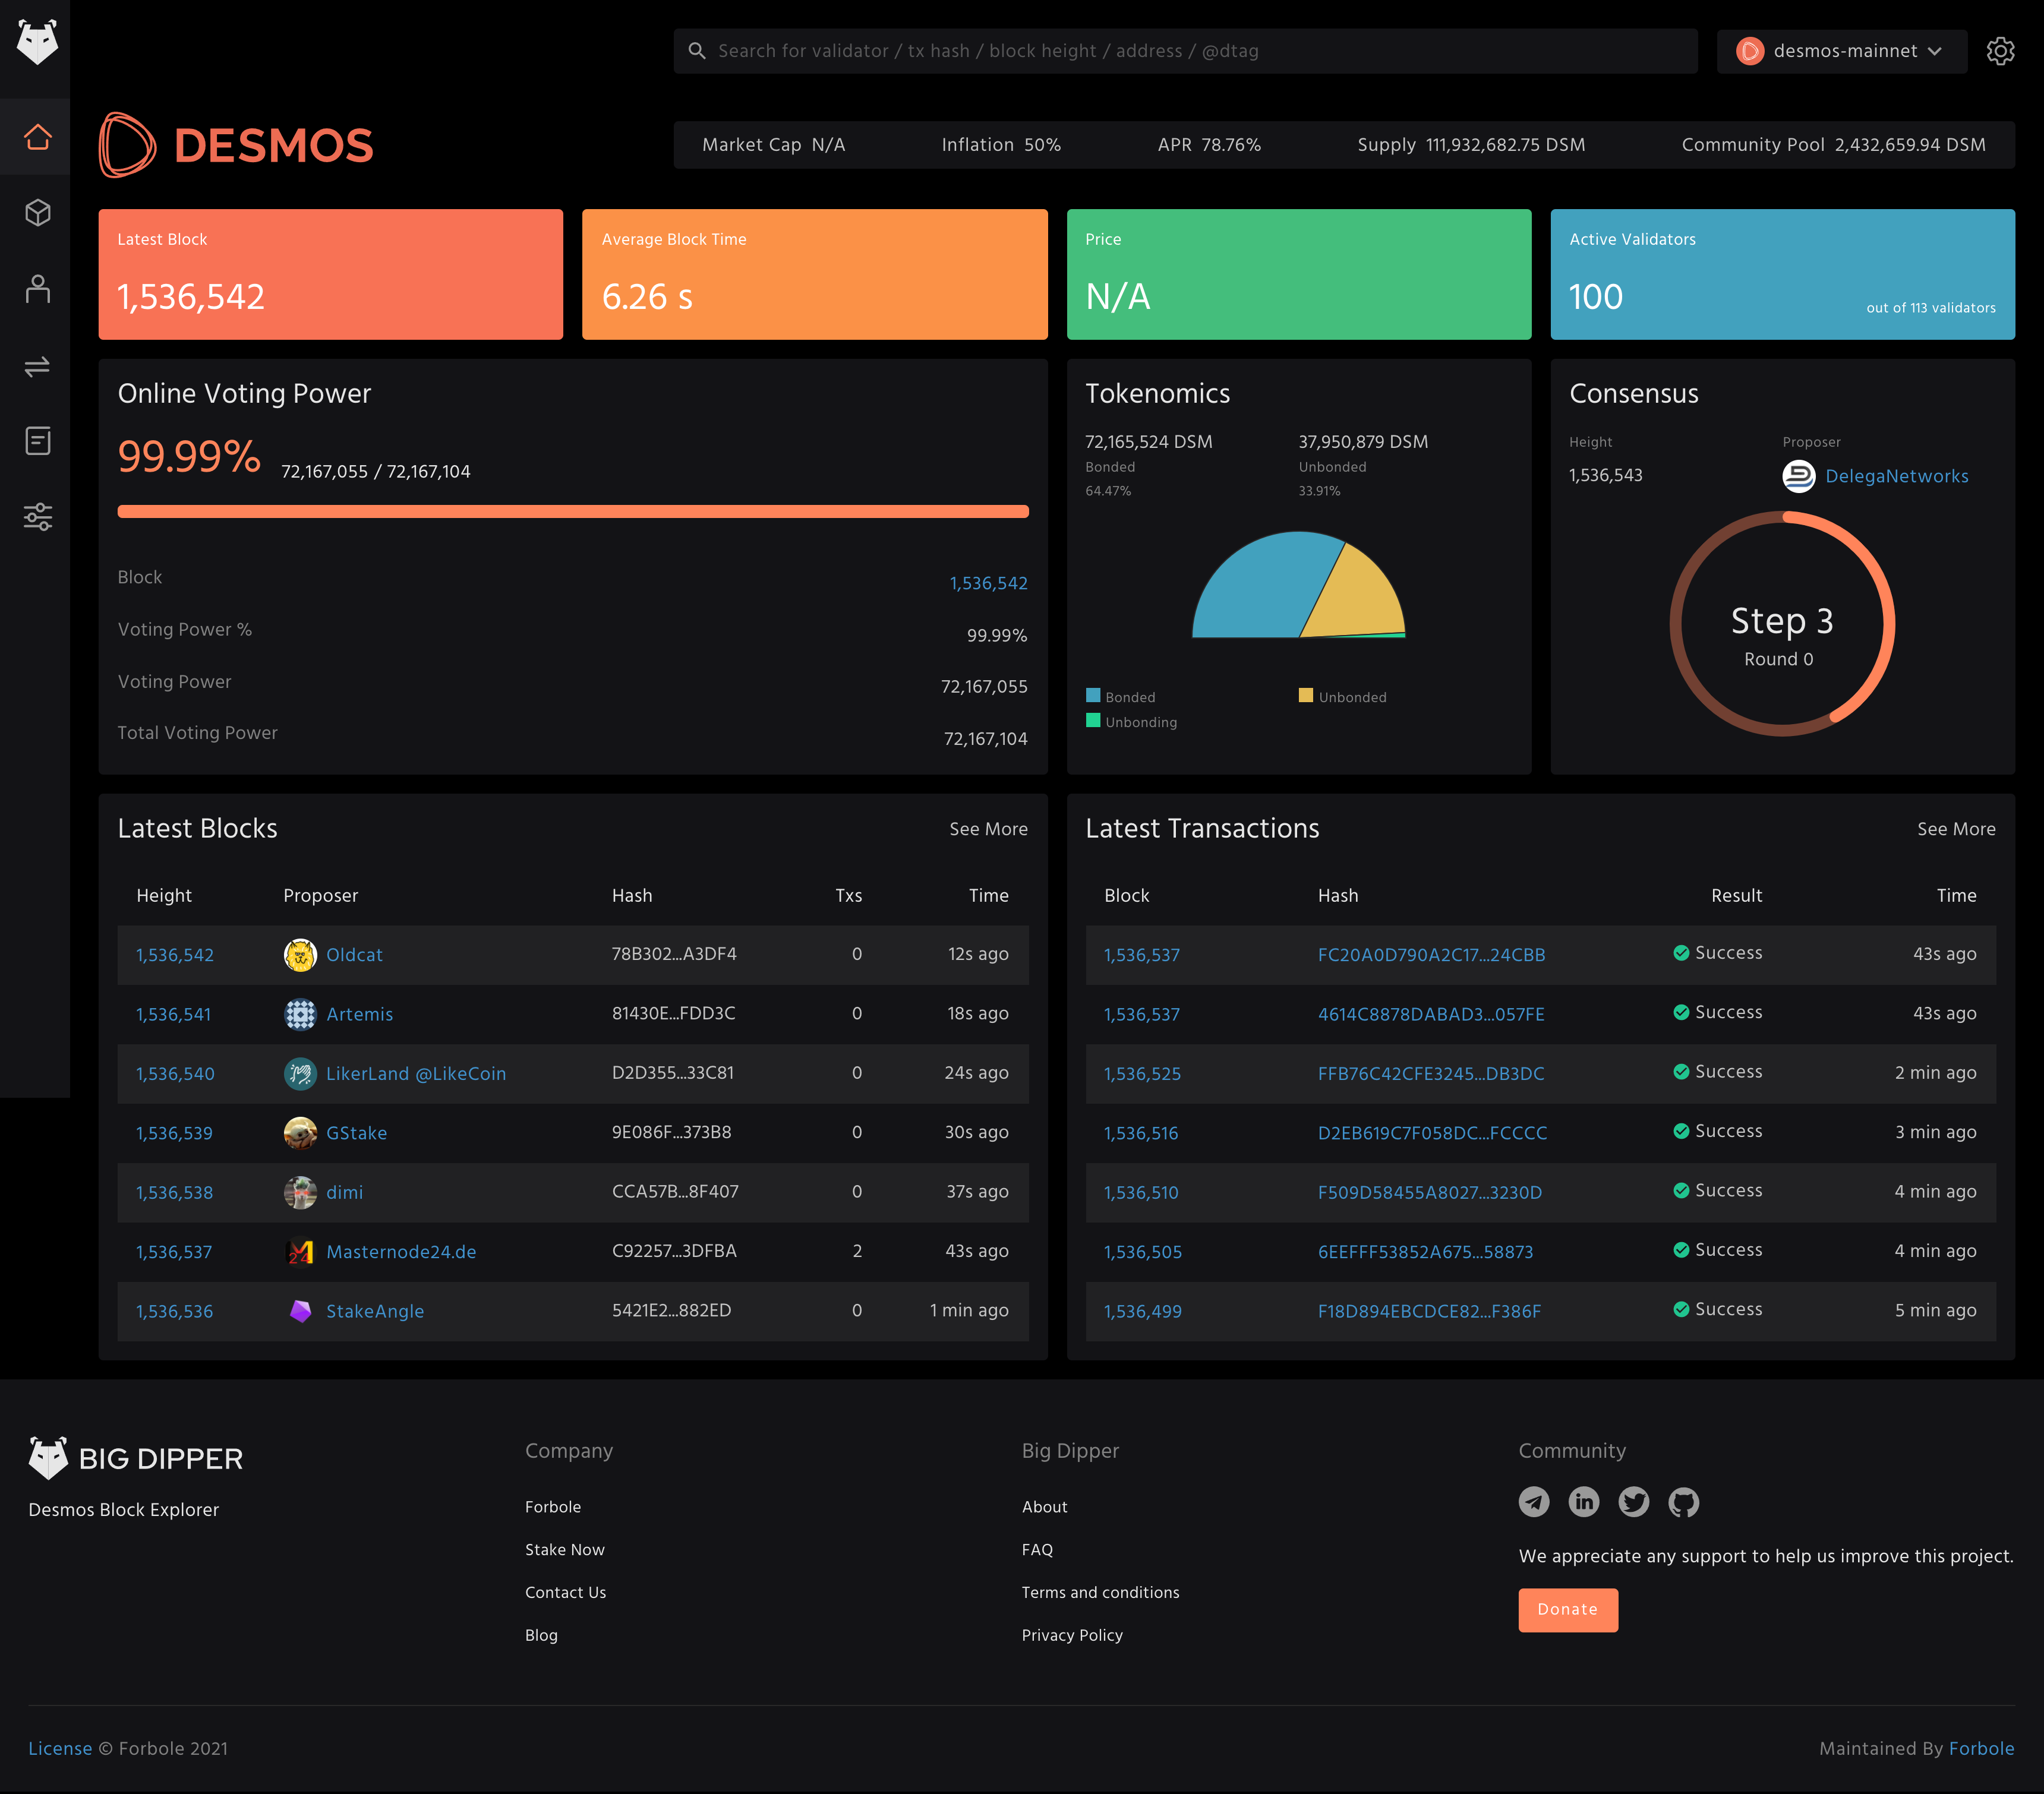 Search for validator / tx hash / block height / address / @dtag
desmos-mainnet
DESMOS
Market Cap N/A
Inflation 50%
APR 78.76%
Supply 111,932,682.75 DSM
Community Pool 2,432,659.94 DSM
Latest Block
1,536,542
Average Block Time
6.26 s
Price
N/A
Active Validators
100
out of 113 validators
Online Voting Power
99.99% 72,167,055 / 72,167,104
Block 1,536,542
Voting Power % 99.99%
Voting Power 72,167,055
Total Voting Power 72,167,104
Tokenomics
72,165,524 DSM
Bonded
64.47%
37,950,879 DSM
Unbonded
33.91%
Bonded
Unbonded
Unbonding
Consensus
Height
1,536,543
Proposer
DelegaNetworks
Step 3
Round 0
Latest Blocks
See More
Height Proposer Hash Txs Time
1,536,542 Oldcat 78B302...A3DF4 0 12s ago
1,536,541 Artemis 81430E...FDD3C 0 18s ago
1,536,540 LikerLand @LikeCoin D2D355...33C81 0 24s ago
1,536,539 GStake 9E086F...373B8 0 30s ago
1,536,538 dimi CCA57B...8F407 0 37s ago
1,536,537 Masternode24.de C92257...3DFBA 2 43s ago
1,536,536 StakeAngle 5421E2...882ED 0 1 min ago
Latest Transactions
See More
Block Hash Result Time
1,536,537 FC20A0D790A2C17...24CBB Success 43s ago
1,536,537 4614C8878DABAD3...057FE Success 43s ago
1,536,525 FFB76C42CFE3245...DB3DC Success 2 min ago
1,536,516 D2EB619C7F058DC...FCCCC Success 3 min ago
1,536,510 F509D58455A8027...3230D Success 4 min ago
1,536,505 6EEFFF53852A675...58873 Success 4 min ago
1,536,499 F18D894EBCDCE82...F386F Success 5 min ago
BIG DIPPER
Desmos Block Explorer
Company
Forbole
Stake Now
Contact Us
Blog
Big Dipper
About
FAQ
Terms and conditions
Privacy Policy
Community
We appreciate any support to help us improve this project.
Donate
License © Forbole 2021
Maintained By Forbole